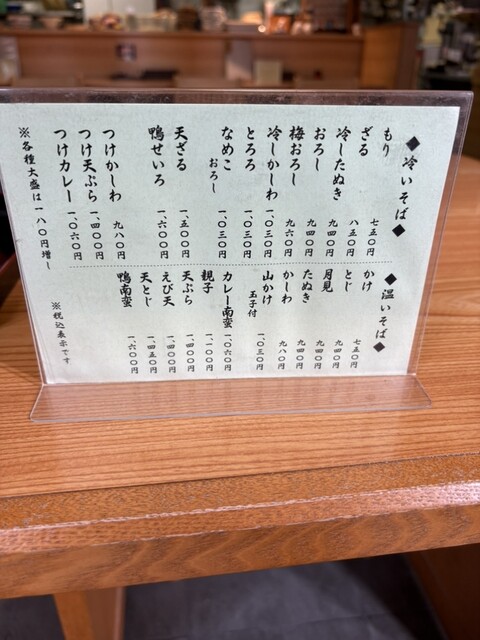 ◆冷いそば◆
もり 七五〇円
ざる 八五〇円
冷したぬき 九四〇円
おろし 九四〇円
梅おろし 九六〇円
冷しかしわ 一、〇三〇円
とろろ 一、〇三〇円
なめこおろし 一、〇三〇円
天ざる 一、五〇〇円
鴨せいろ 一、六〇〇円
つけかしわ 九八〇円
つけ天ぷら 一、四〇〇円
つけカレー 一、〇六〇円
※各種大盛は一八〇円増し
◆温いそば◆
かけ 七五〇円
とじ 九四〇円
月見 九四〇円
たぬき 九四〇円
かしわ 九八〇円
山かけ 玉子付 一、〇三〇円
カレー南蛮 一、〇六〇円
親子 一、一〇〇円
天ぷら 一、四〇〇円
えび天 一、四〇〇円
天とじ 一、四五〇円
鴨南蛮 一、六〇〇円
※税込表示です